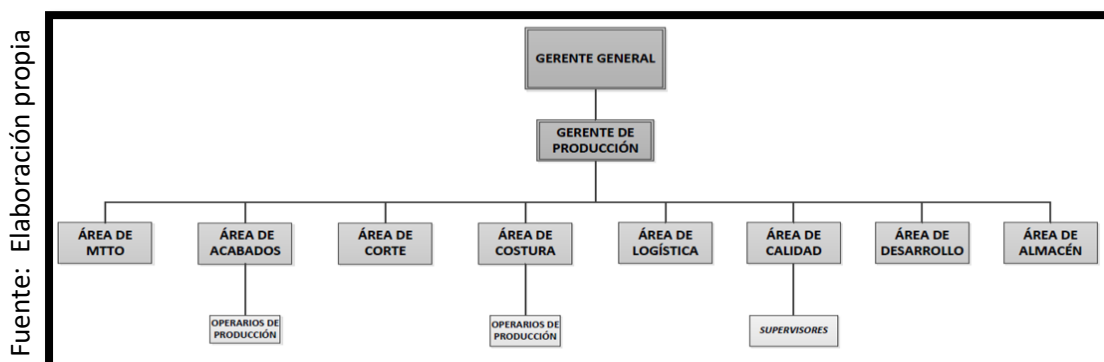 Fuente: Elaboración propia
GERENTE GENERAL
GERENTE DE
PRODUCCIÓN
ÁREA DE
MTTO
ÁREA DE
ACABADOS
ÁREA DE
CORTE
ÁREA DE
COSTURA
ÁREA DE
LOGÍSTICA
ÁREA DE
CALIDAD
ÁREA DE
DESARROLLO
ÁREA DE
ALMACÉN
OPERARIOS DE
PRODUCCIÓN
OPERARIOS DE
PRODUCCIÓN
SUPERVISORES